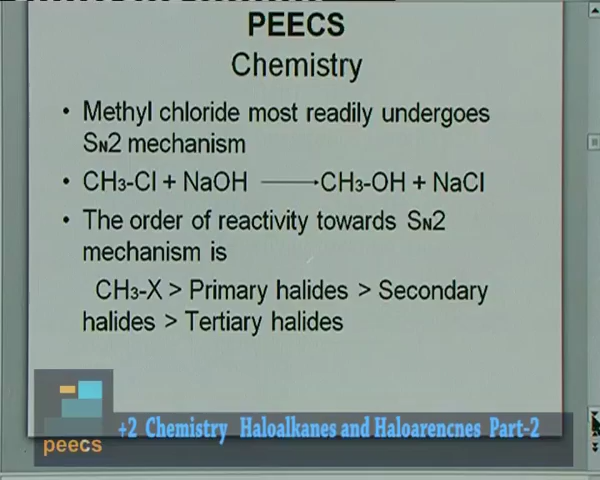 PEECS
Chemistry
• Methyl chloride most readily undergoes
SN2 mechanism
• CH3-Cl + NaOH ⟶ CH3-OH + NaCl
• The order of reactivity towards SN2
mechanism is
CH3-X > Primary halides > Secondary
halides > Tertiary halides
peecs
+2 Chemistry Haloalkanes and Haloarencnes Part-2